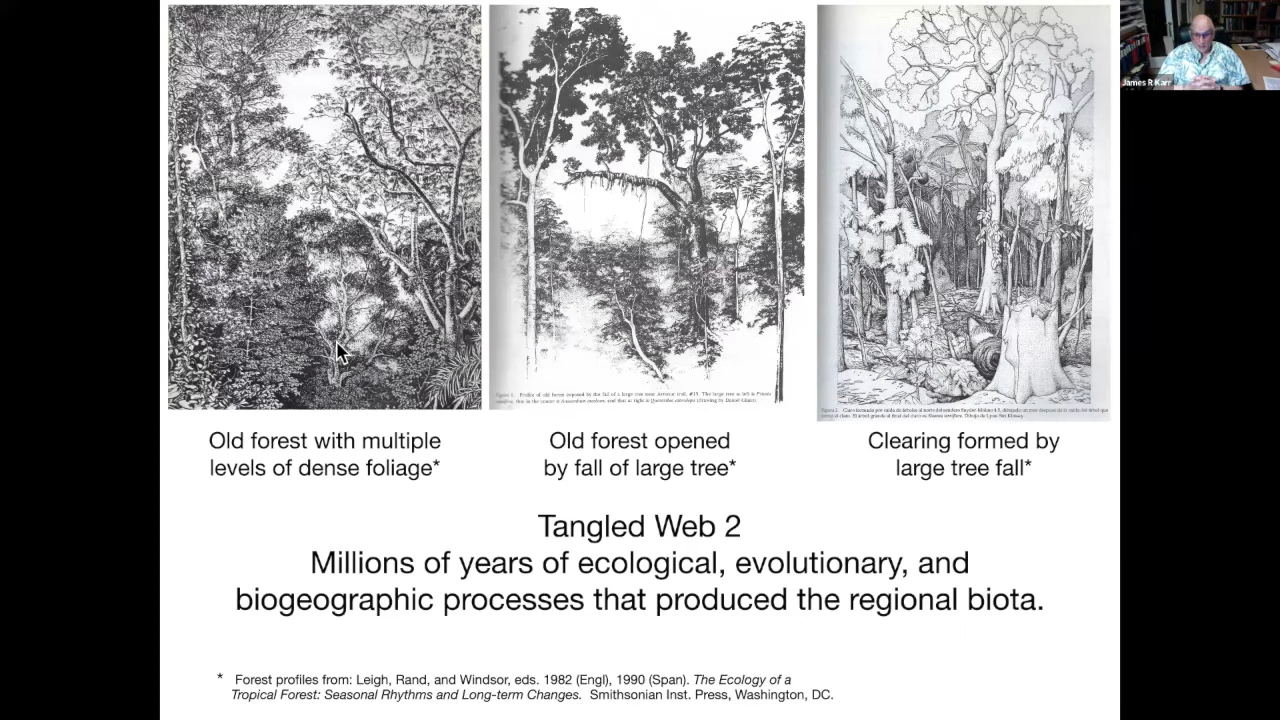 James R Karr
Old forest with multiple
levels of dense foliage*
Old forest opened
by fall of large tree*
Clearing formed by
large tree fall*
Tangled Web 2
Millions of years of ecological, evolutionary, and
biogeographic processes that produced the regional biota.
* Forest profiles from: Leigh, Rand, and Windsor, eds. 1982 (Engl), 1990 (Span). The Ecology of a
Tropical Forest: Seasonal Rhythms and Long-term Changes. Smithsonian Inst. Press, Washington, DC.